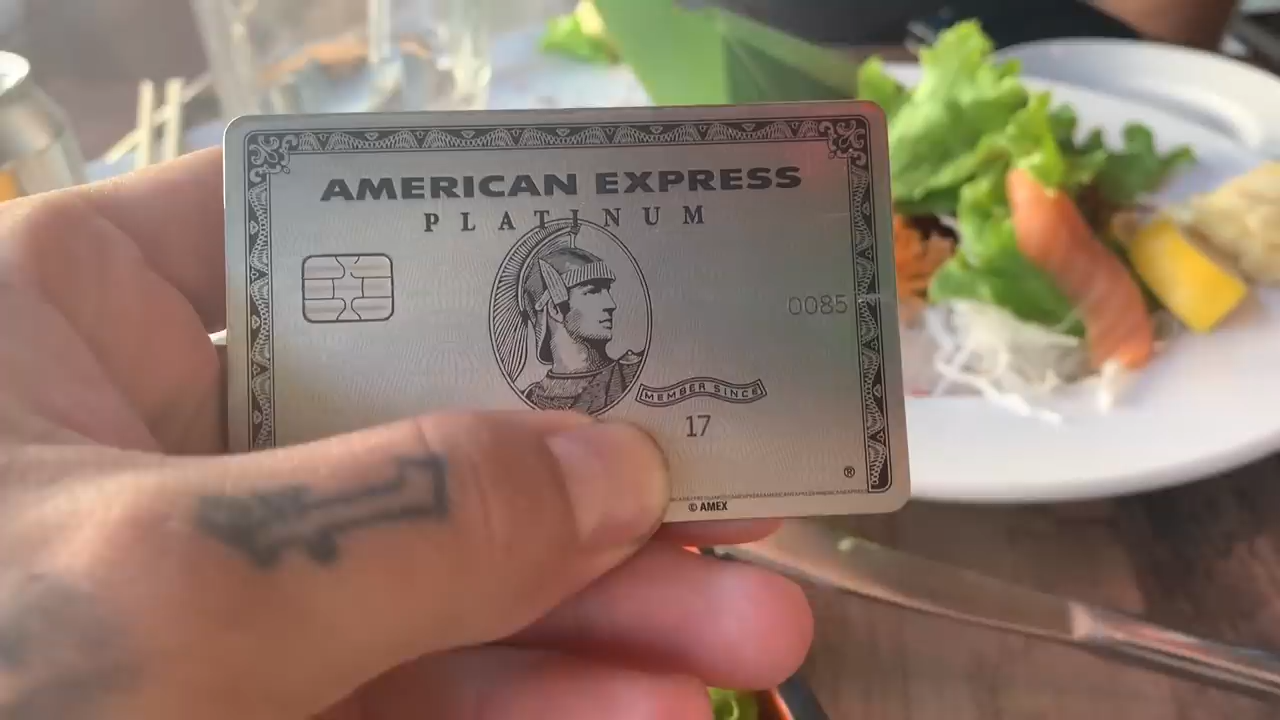 AMERICAN EXPRESS
PLATINUM
0085
MEMBER SINCE
17
®
© AMEX